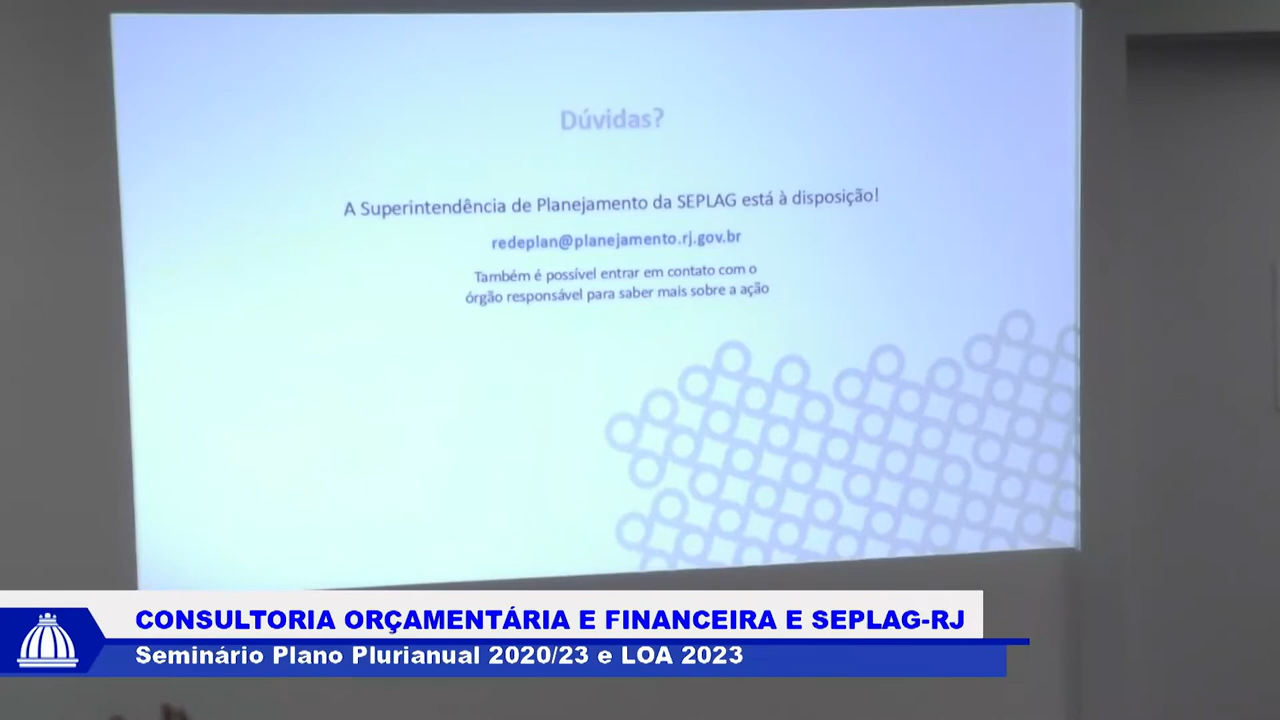 Dúvidas?
A Superintendência de Planejamento da SEPLAG está à disposição!
redeplan@planejamento.rj.gov.br
Também é possível entrar em contato com o
órgão responsável para saber mais sobre a ação
CONSULTORIA ORÇAMENTÁRIA E FINANCEIRA E SEPLAG-RJ
Seminário Plano Plurianual 2020/23 e LOA 2023